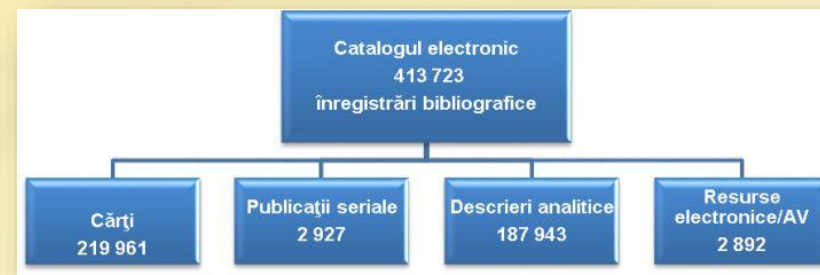 Catalogul electronic
413 723
înregistrări bibliografice
Cărţi
219 961
Publicaţii seriale
2 927
Descrieri analitice
187 943
Resurse
electronice/AV
2 892